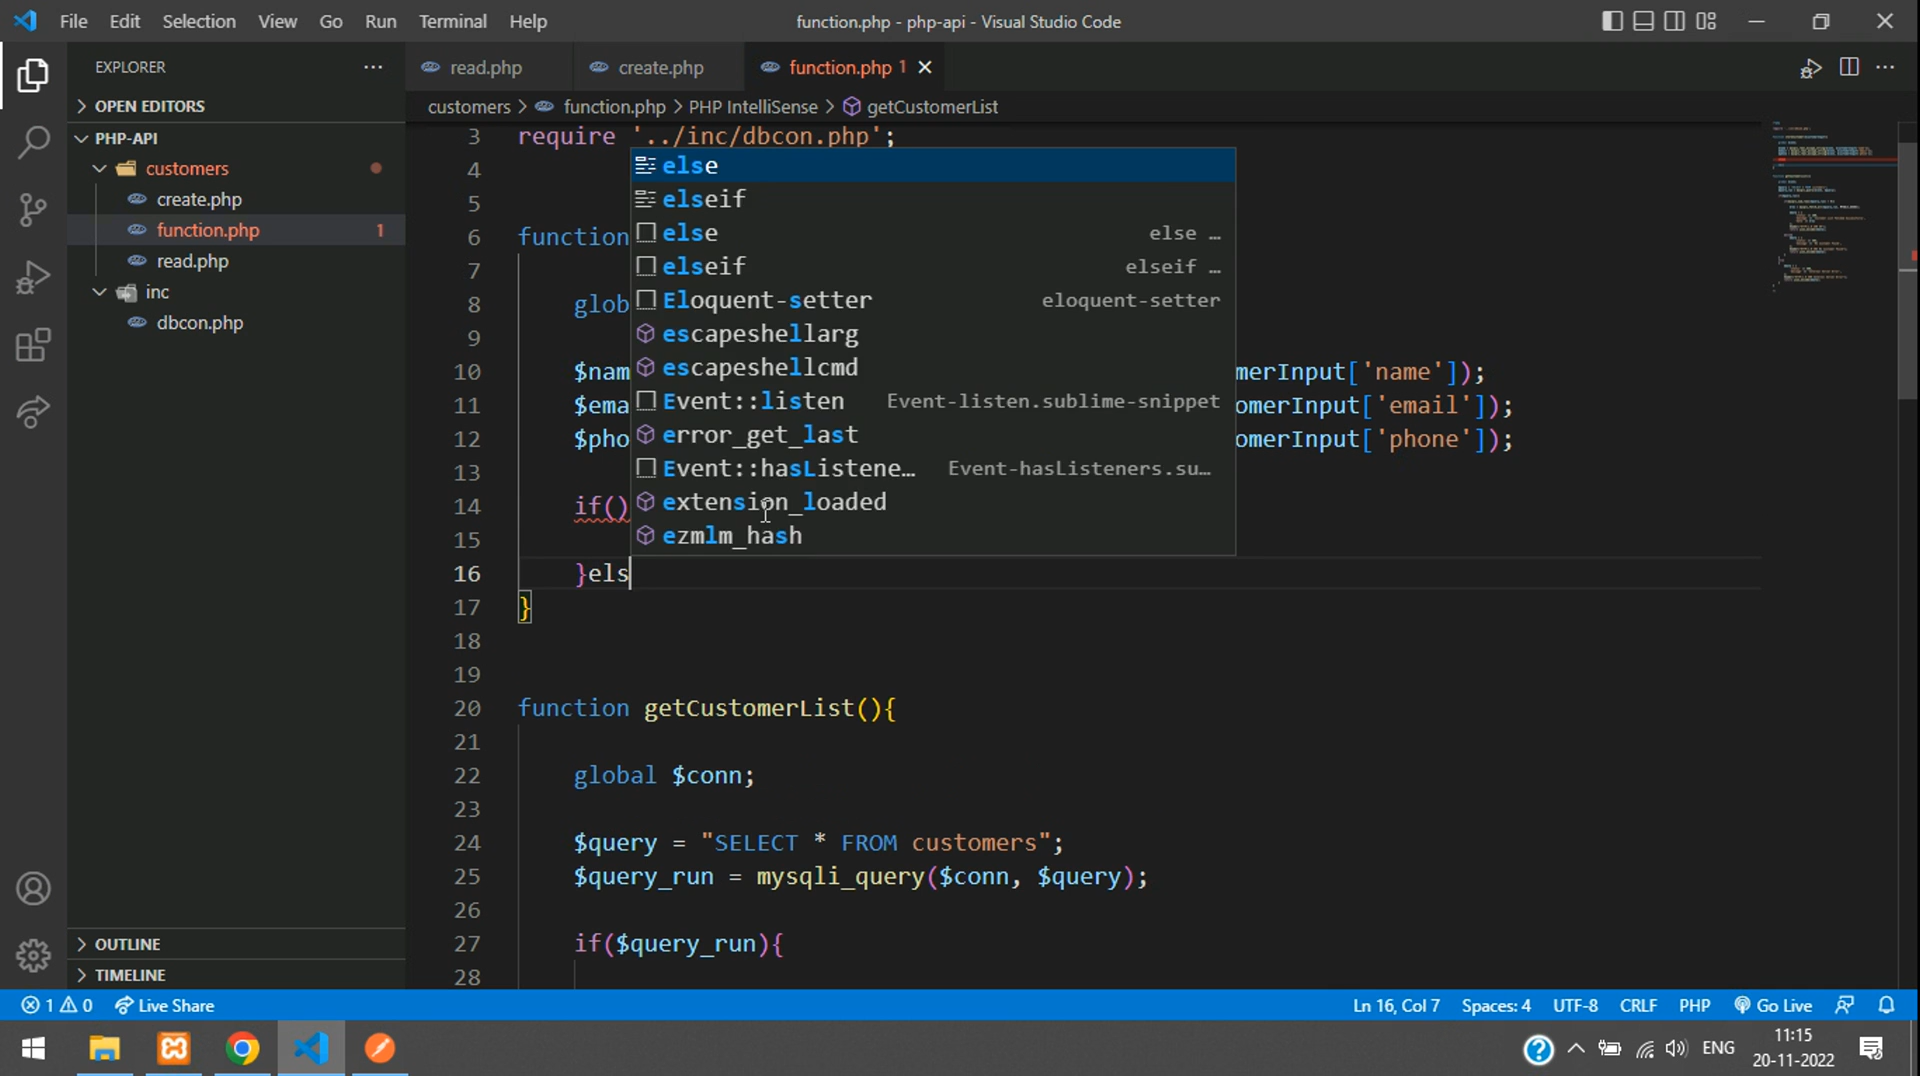 File Edit Selection View Go Run Terminal Help
function.php - php-api - Visual Studio Code
EXPLORER
OPEN EDITORS
PHP-API
customers
create.php
function.php 1
read.php
inc
dbcon.php
OUTLINE
TIMELINE
read.php
create.php
function.php 1
customers > function.php > PHP IntelliSense > getCustomerList
3 require '../inc/dbcon.php';
4
5
6 function
7
8 glob
9
10 $nam omerInput['name']);
11 $ema omerInput['email']);
12 $pho omerInput['phone']);
13
14 if()
15
16 }els
17 }
18
19
20 function getCustomerList(){
21
22 global $conn;
23
24 $query = "SELECT * FROM customers";
25 $query_run = mysqli_query($conn, $query);
26
27 if($query_run){
28
else
elseif
else else …
elseif elseif …
Eloquent-setter eloquent-setter
escapeshellarg
escapeshellcmd
Event::listen Event-listen.sublime-snippet
error_get_last
Event::hasListene… Event-hasListeners.su…
extension_loaded
ezmlm_hash
1 0 Live Share
Ln 16, Col 7 Spaces: 4 UTF-8 CRLF PHP Go Live
ENG
11:15
20-11-2022